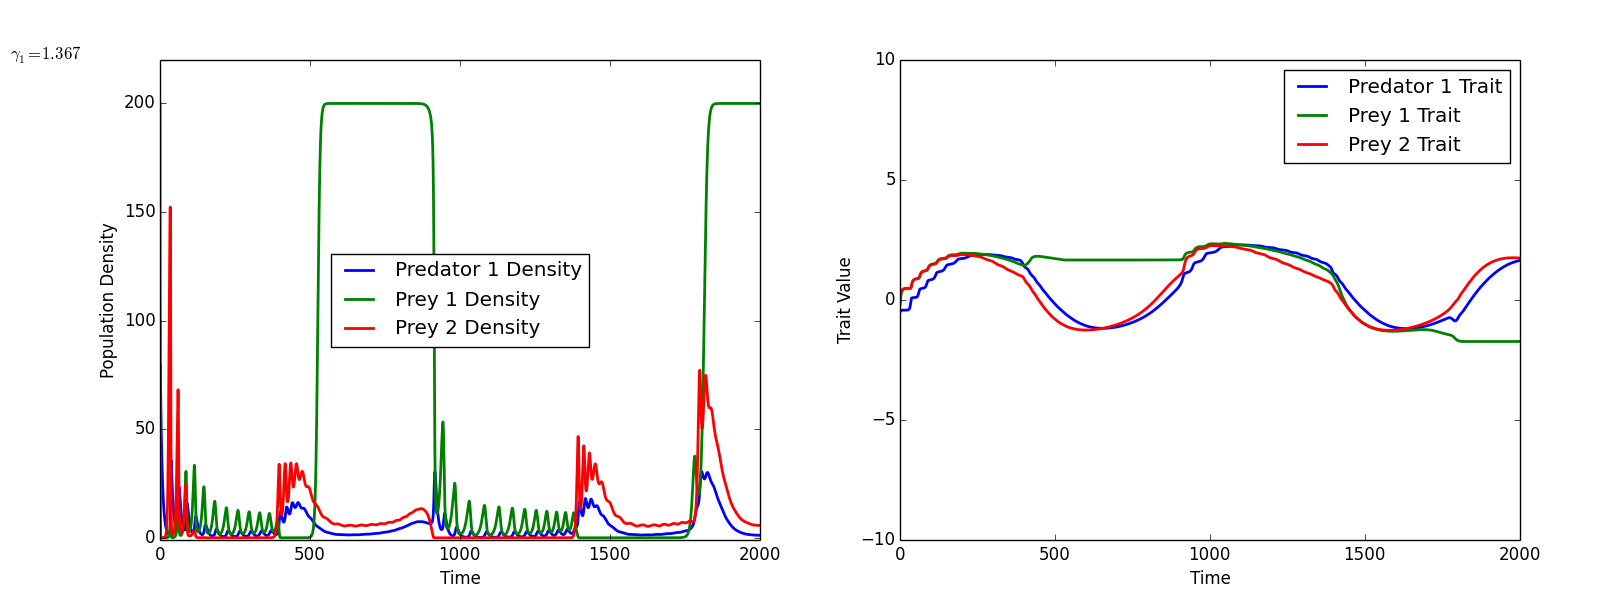 γ₁=1.367
Population Density
200
150
100
50
0
0 500 1000 1500 2000
Time
Predator 1 Density
Prey 1 Density
Prey 2 Density
Trait Value
10
5
0
−5
−10
0 500 1000 1500 2000
Time
Predator 1 Trait
Prey 1 Trait
Prey 2 Trait